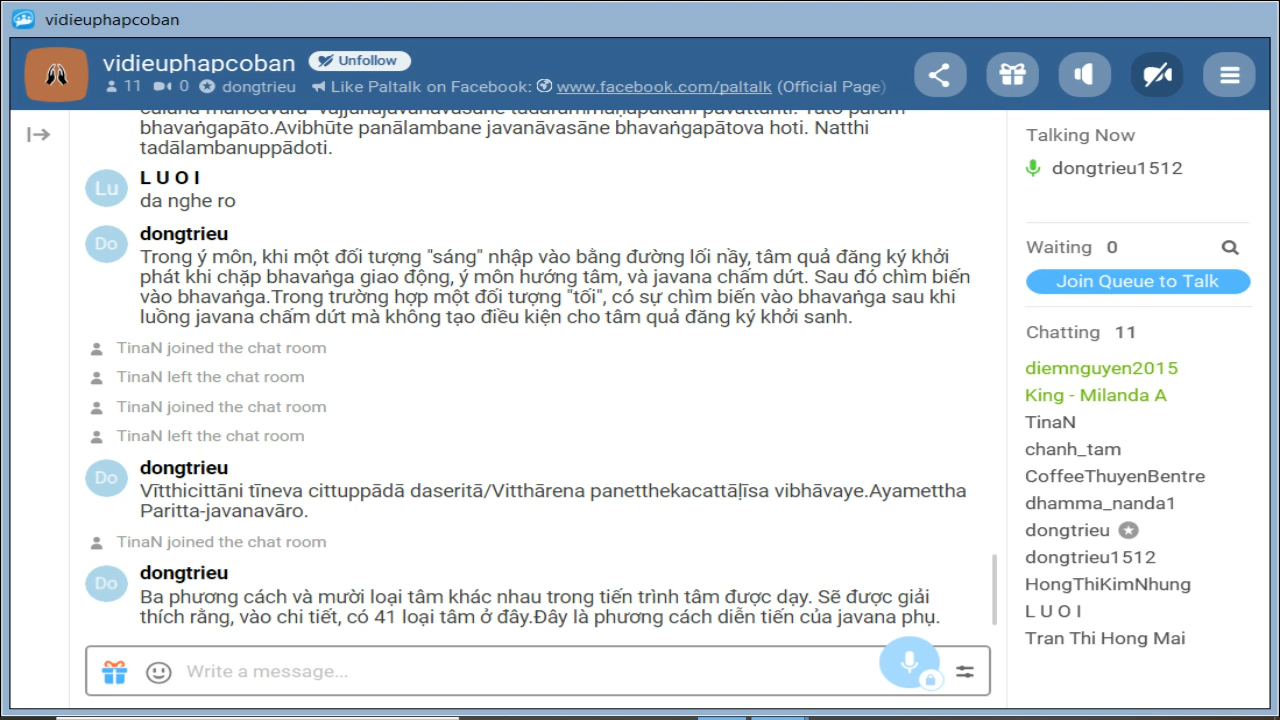 vidieuphapcoban
vidieuphapcoban Unfollow
11 0 dongtrieu Like Paltalk on Facebook: www.facebook.com/paltalk (Official Page)
bhavaṅgapāto.Avibhūte panālambane javanāvasāne bhavaṅgapātova hoti. Natthi
tadālambanuppādoti.
Lu
L U O I
da nghe ro
Do
dongtrieu
Trong ý môn, khi một đối tượng "sáng" nhập vào bằng đường lối nầy, tâm quả đăng ký khởi
phát khi chặp bhavaṅga giao động, ý môn hướng tâm, và javana chấm dứt. Sau đó chìm biến
vào bhavaṅga.Trong trường hợp một đối tượng "tối", có sự chìm biến vào bhavaṅga sau khi
luồng javana chấm dứt mà không tạo điều kiện cho tâm quả đăng ký khởi sanh.
TinaN joined the chat room
TinaN left the chat room
TinaN joined the chat room
TinaN left the chat room
Do
dongtrieu
Vītthicittāni tīneva cittuppādā daseritā/Vitthārena panetthekacattāḷīsa vibhāvaye.Ayamettha
Paritta-javanavāro.
TinaN joined the chat room
Do
dongtrieu
Ba phương cách và mười loại tâm khác nhau trong tiến trình tâm được dạy. Sẽ được giải
thích rằng, vào chi tiết, có 41 loại tâm ở đây.Đây là phương cách diễn tiến của javana phụ.
Write a message...
Talking Now
dongtrieu1512
Waiting 0
Join Queue to Talk
Chatting 11
diemnguyen2015
King - Milanda A
TinaN
chanh_tam
CoffeeThuyenBentre
dhamma_nanda1
dongtrieu
dongtrieu1512
HongThiKimNhung
L U O I
Tran Thi Hong Mai